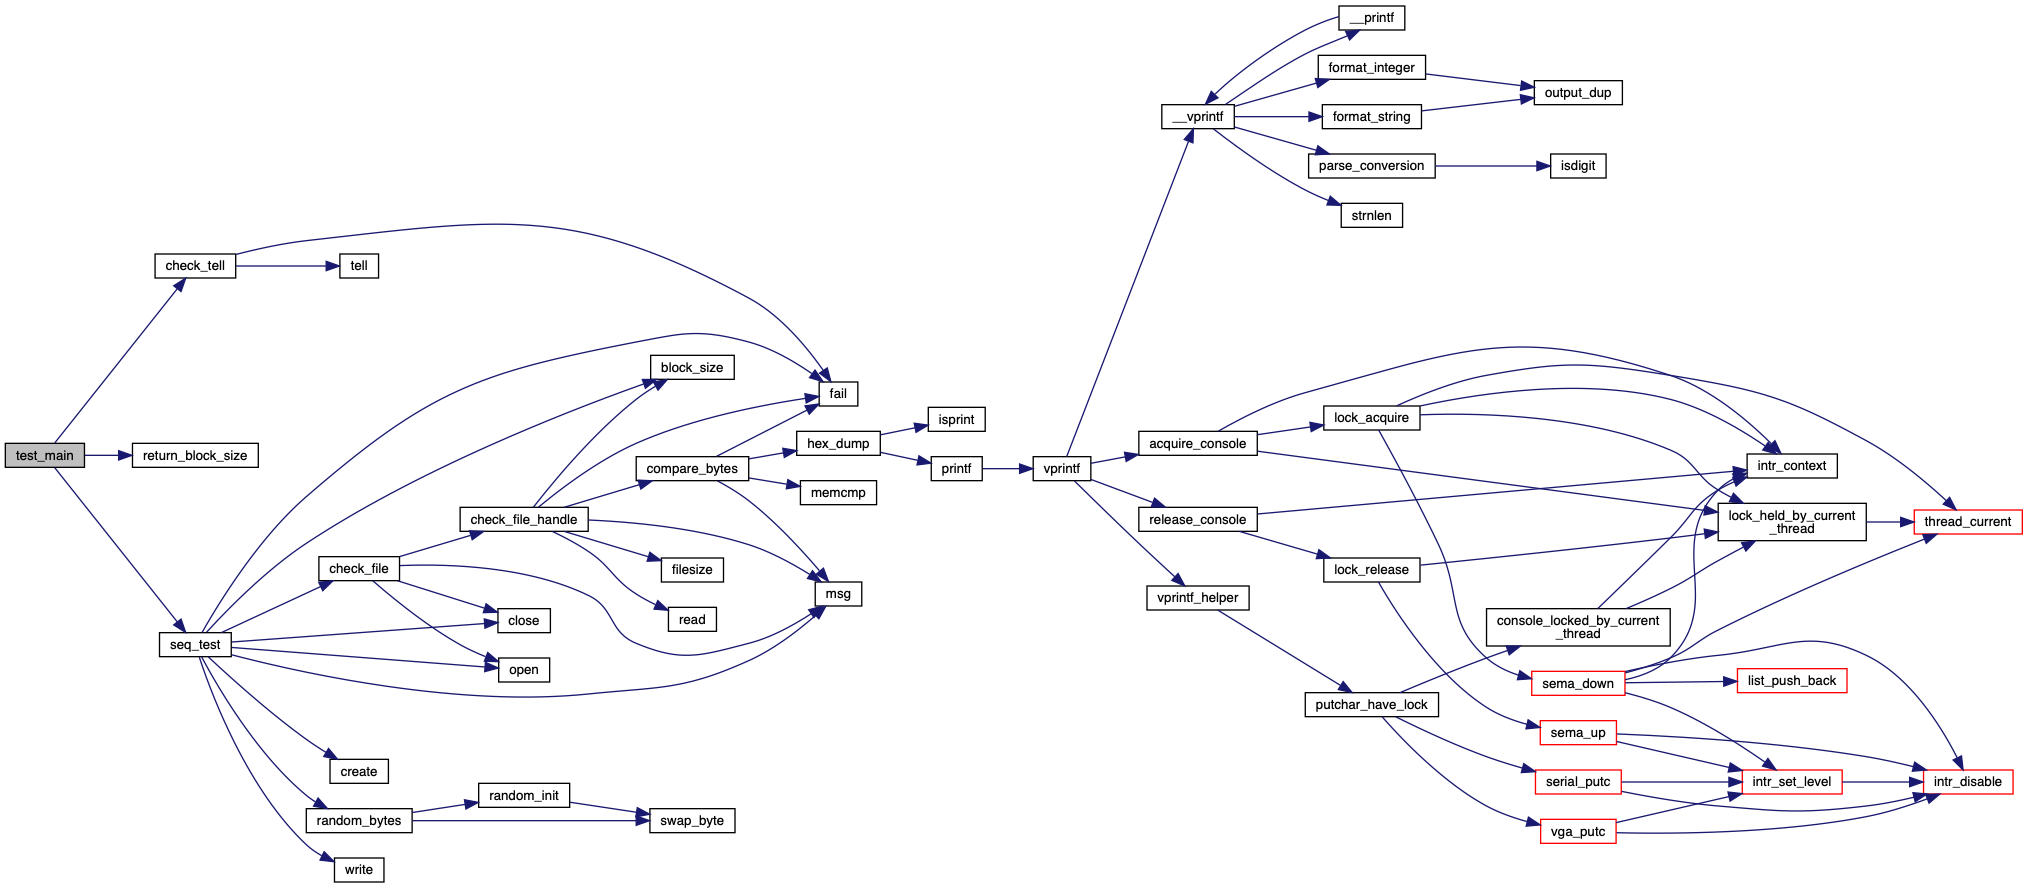 test_main
check_tell
return_block_size
seq_test
tell
check_file
create
random_bytes
write
check_file_handle
close
open
random_init
block_size
compare_bytes
filesize
read
swap_byte
fail
hex_dump
memcmp
msg
isprint
printf
vprintf
__vprintf
acquire_console
release_console
vprintf_helper
__printf
format_integer
format_string
parse_conversion
strnlen
lock_acquire
lock_release
putchar_have_lock
output_dup
isdigit
console_locked_by_current
_thread
sema_down
sema_up
serial_putc
vga_putc
intr_context
lock_held_by_current
_thread
list_push_back
intr_set_level
thread_current
intr_disable